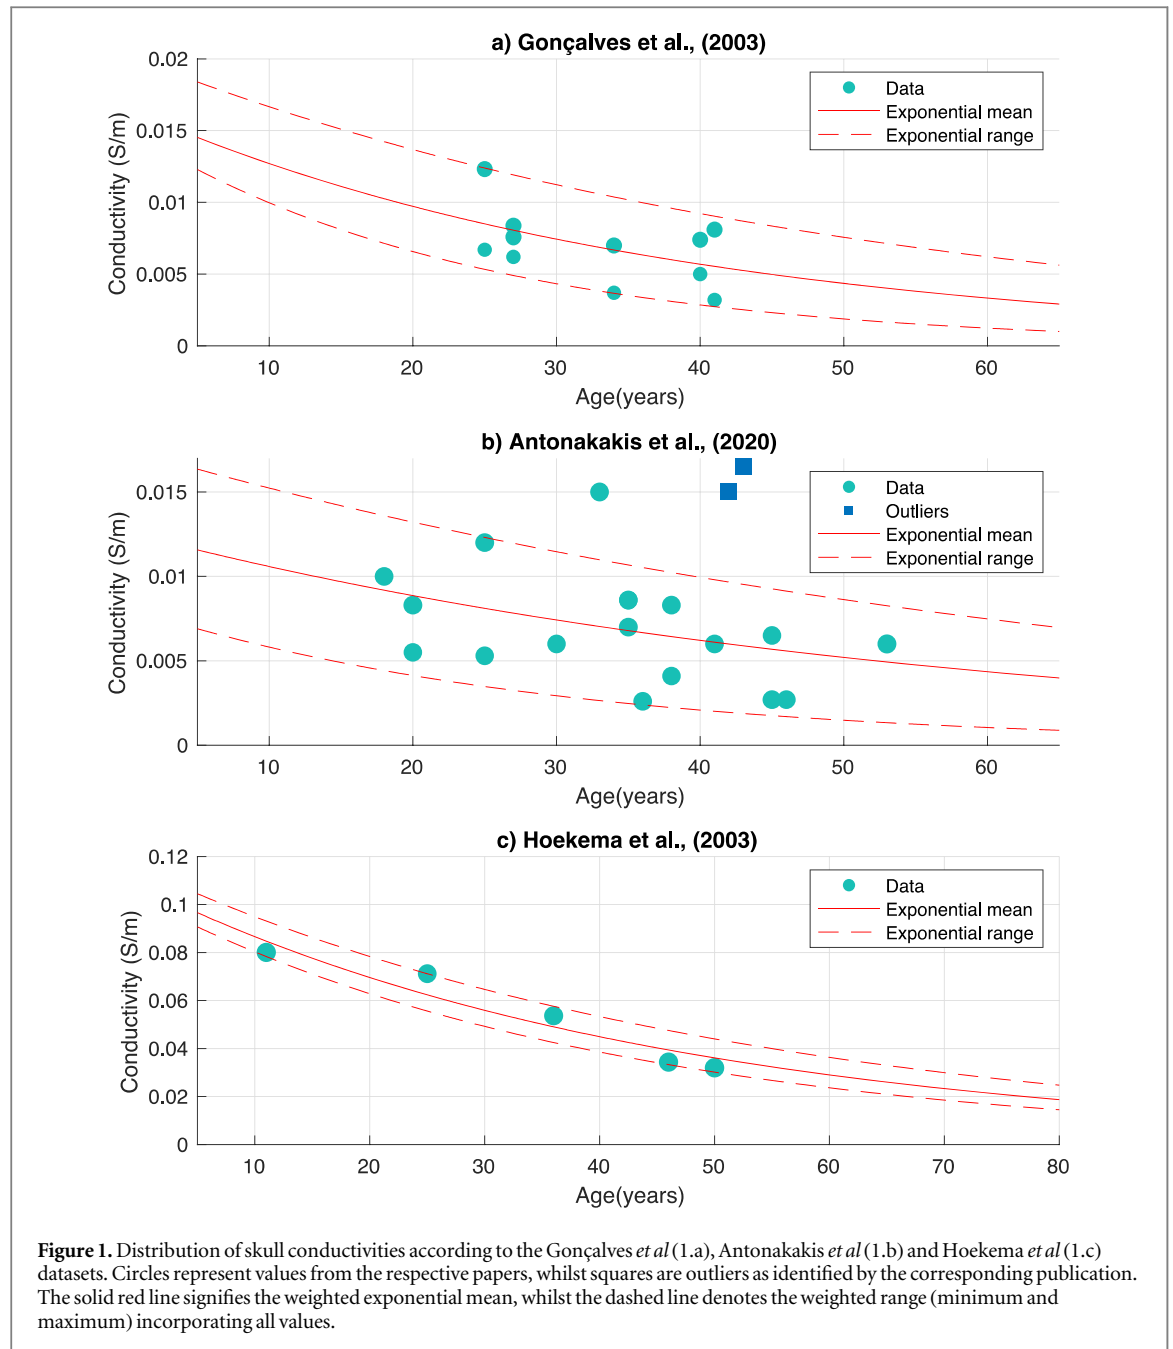 a) Gonçalves et al., (2003)
0.02
0.015
0.01
0.005
0
Conductivity (S/m)
10 20 30 40 50 60
Age(years)
Data
Exponential mean
Exponential range
b) Antonakakis et al., (2020)
0.015
0.01
0.005
0
Conductivity (S/m)
10 20 30 40 50 60
Age(years)
Data
Outliers
Exponential mean
Exponential range
c) Hoekema et al., (2003)
0.12
0.1
0.08
0.06
0.04
0.02
0
Conductivity (S/m)
10 20 30 40 50 60 70 80
Age(years)
Data
Exponential mean
Exponential range
Figure 1. Distribution of skull conductivities according to the Gonçalves et al (1.a), Antonakakis et al (1.b) and Hoekema et al (1.c)
datasets. Circles represent values from the respective papers, whilst squares are outliers as identified by the corresponding publication.
The solid red line signifies the weighted exponential mean, whilst the dashed line denotes the weighted range (minimum and
maximum) incorporating all values.